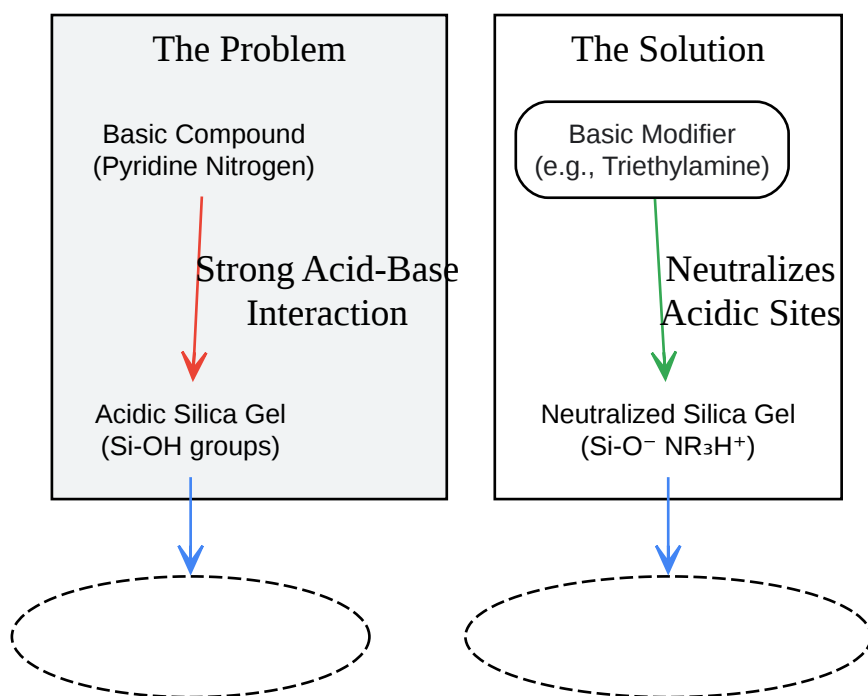 The Problem
Basic Compound
(Pyridine Nitrogen)
Strong Acid-Base
Interaction
Acidic Silica Gel
(Si-OH groups)
The Solution
Basic Modifier
(e.g., Triethylamine)
Neutralizes
Acidic Sites
Neutralized Silica Gel
(Si-O⁻ NR₃H⁺)